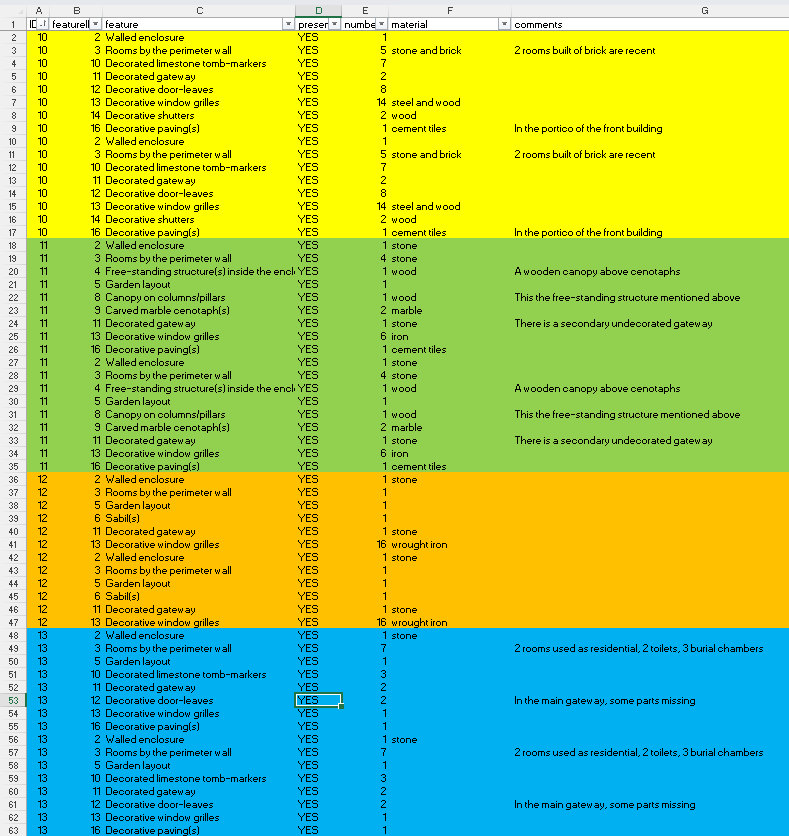 A B C D E F G
1 ID featureII feature presen numbe material comments
2 10 2 Walled enclosure YES 1
3 10 3 Rooms by the perimeter wall YES 5 stone and brick 2 rooms built of brick are recent
4 10 10 Decorated limestone tomb-markers YES 7
5 10 11 Decorated gateway YES 2
6 10 12 Decorative door-leaves YES 8
7 10 13 Decorative window grilles YES 14 steel and wood
8 10 14 Decorative shutters YES 2 wood
9 10 16 Decorative paving(s) YES 1 cement tiles In the portico of the front building
10 10 2 Walled enclosure YES 1
11 10 3 Rooms by the perimeter wall YES 5 stone and brick 2 rooms built of brick are recent
12 10 10 Decorated limestone tomb-markers YES 7
13 10 11 Decorated gateway YES 2
14 10 12 Decorative door-leaves YES 8
15 10 13 Decorative window grilles YES 14 steel and wood
16 10 14 Decorative shutters YES 2 wood
17 10 16 Decorative paving(s) YES 1 cement tiles In the portico of the front building
18 11 2 Walled enclosure YES 1 stone
19 11 3 Rooms by the perimeter wall YES 4 stone
20 11 4 Free-standing structure(s) inside the encl YES 1 wood A wooden canopy above cenotaphs
21 11 5 Garden layout YES 1
22 11 8 Canopy on columns/pillars YES 1 wood This the free-standing structure mentioned above
23 11 9 Carved marble cenotaph(s) YES 2 marble
24 11 11 Decorated gateway YES 1 stone There is a secondary undecorated gateway
25 11 13 Decorative window grilles YES 6 iron
26 11 16 Decorative paving(s) YES 1 cement tiles
27 11 2 Walled enclosure YES 1 stone
28 11 3 Rooms by the perimeter wall YES 4 stone
29 11 4 Free-standing structure(s) inside the encl YES 1 wood A wooden canopy above cenotaphs
30 11 5 Garden layout YES 1
31 11 8 Canopy on columns/pillars YES 1 wood This the free-standing structure mentioned above
32 11 9 Carved marble cenotaph(s) YES 2 marble
33 11 11 Decorated gateway YES 1 stone There is a secondary undecorated gateway
34 11 13 Decorative window grilles YES 6 iron
35 11 16 Decorative paving(s) YES 1 cement tiles
36 12 2 Walled enclosure YES 1 stone
37 12 3 Rooms by the perimeter wall YES 1
38 12 5 Garden layout YES 1
39 12 6 Sabil(s) YES 1
40 12 11 Decorated gateway YES 1 stone
41 12 13 Decorative window grilles YES 16 wrought iron
42 12 2 Walled enclosure YES 1 stone
43 12 3 Rooms by the perimeter wall YES 1
44 12 5 Garden layout YES 1
45 12 6 Sabil(s) YES 1
46 12 11 Decorated gateway YES 1 stone
47 12 13 Decorative window grilles YES 16 wrought iron
48 13 2 Walled enclosure YES 1 stone
49 13 3 Rooms by the perimeter wall YES 7 2 rooms used as residential, 2 toilets, 3 burial chambers
50 13 5 Garden layout YES 1
51 13 10 Decorated limestone tomb-markers YES 3
52 13 11 Decorated gateway YES 2
53 13 12 Decorative door-leaves YES 2 In the main gateway, some parts missing
54 13 13 Decorative window grilles YES 1
55 13 16 Decorative paving(s) YES 1
56 13 2 Walled enclosure YES 1 stone
57 13 3 Rooms by the perimeter wall YES 7 2 rooms used as residential, 2 toilets, 3 burial chambers
58 13 5 Garden layout YES 1
59 13 10 Decorated limestone tomb-markers YES 3
60 13 11 Decorated gateway YES 2
61 13 12 Decorative door-leaves YES 2 In the main gateway, some parts missing
62 13 13 Decorative window grilles YES 1
63 13 16 Decorative paving(s) YES 1